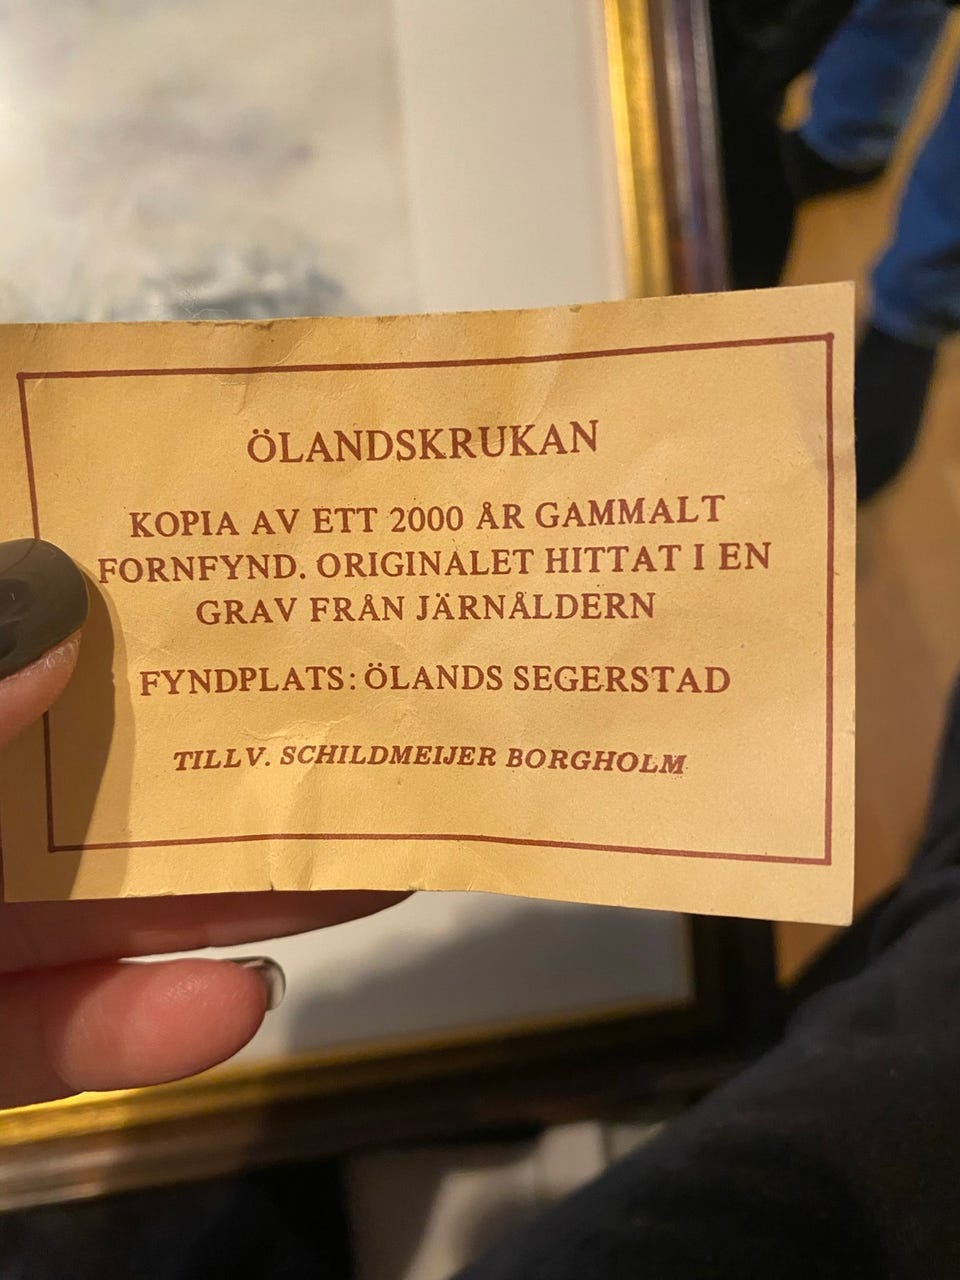 ÖLANDSKRUKAN
KOPIA AV ETT 2000 ÅR GAMMALT
FORNFYND. ORIGINALET HITTAT I EN
GRAV FRÅN JÄRNÅLDERN
FYNDPLATS: ÖLANDS SEGERSTAD
TILLV. SCHILDMEIJER BORGHOLM